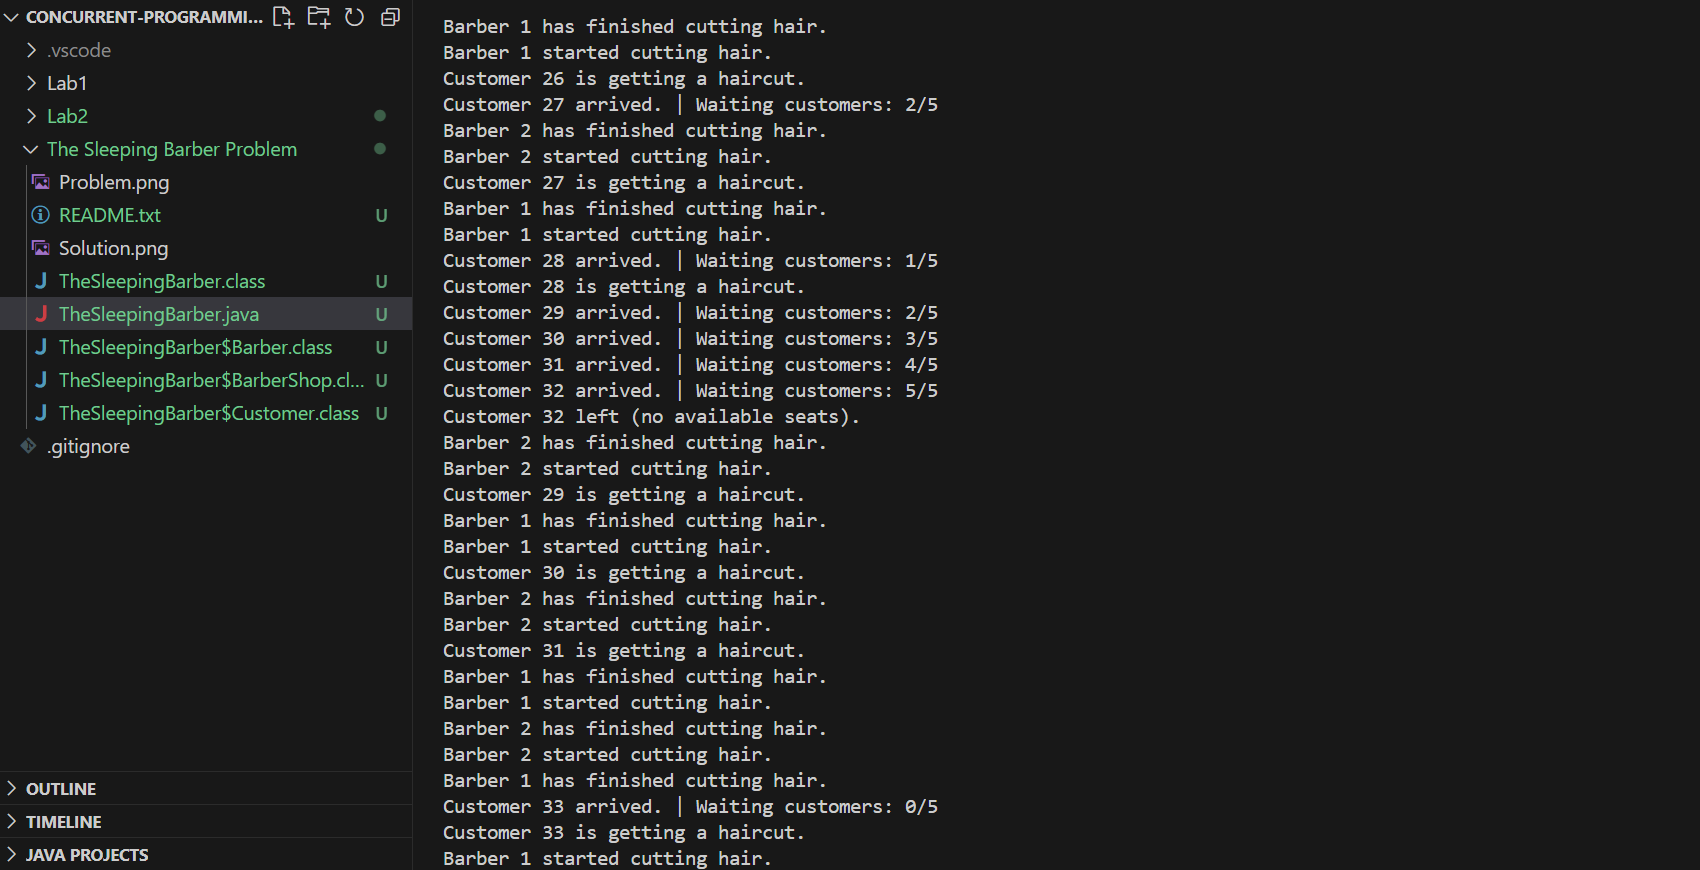 CONCURRENT-PROGRAMMI...
.vscode
Lab1
Lab2
The Sleeping Barber Problem
Problem.png
README.txt U
Solution.png
TheSleepingBarber.class U
TheSleepingBarber.java U
TheSleepingBarber$Barber.class U
TheSleepingBarber$BarberShop.cl... U
TheSleepingBarber$Customer.class U
.gitignore
OUTLINE
TIMELINE
JAVA PROJECTS
Barber 1 has finished cutting hair.
Barber 1 started cutting hair.
Customer 26 is getting a haircut.
Customer 27 arrived. | Waiting customers: 2/5
Barber 2 has finished cutting hair.
Barber 2 started cutting hair.
Customer 27 is getting a haircut.
Barber 1 has finished cutting hair.
Barber 1 started cutting hair.
Customer 28 arrived. | Waiting customers: 1/5
Customer 28 is getting a haircut.
Customer 29 arrived. | Waiting customers: 2/5
Customer 30 arrived. | Waiting customers: 3/5
Customer 31 arrived. | Waiting customers: 4/5
Customer 32 arrived. | Waiting customers: 5/5
Customer 32 left (no available seats).
Barber 2 has finished cutting hair.
Barber 2 started cutting hair.
Customer 29 is getting a haircut.
Barber 1 has finished cutting hair.
Barber 1 started cutting hair.
Customer 30 is getting a haircut.
Barber 2 has finished cutting hair.
Barber 2 started cutting hair.
Customer 31 is getting a haircut.
Barber 1 has finished cutting hair.
Barber 1 started cutting hair.
Barber 2 has finished cutting hair.
Barber 2 started cutting hair.
Barber 1 has finished cutting hair.
Customer 33 arrived. | Waiting customers: 0/5
Customer 33 is getting a haircut.
Barber 1 started cutting hair.